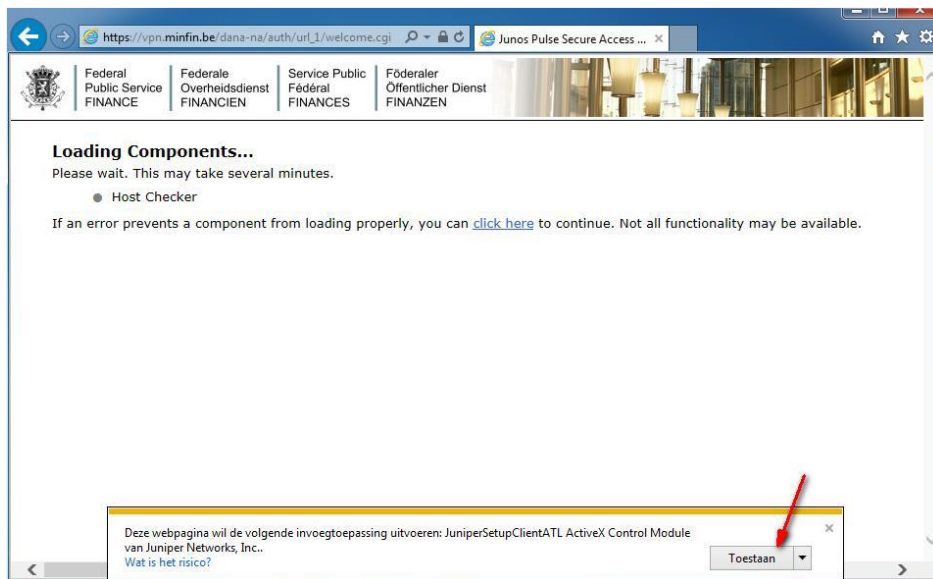 https://vpn.minfin.be/dana-na/auth/url_1/welcome.cgi
Junos Pulse Secure Access ...
Federal
Public Service
FINANCE
Federale
Overheidsdienst
FINANCIEN
Service Public
Fédéral
FINANCES
Föderaler
Öffentlicher Dienst
FINANZEN
Loading Components...
Please wait. This may take several minutes.
Host Checker
If an error prevents a component from loading properly, you can click here to continue. Not all functionality may be available.
Deze webpagina wil de volgende invoegtoepassing uitvoeren: JuniperSetupClientATL ActiveX Control Module
van Juniper Networks, Inc..
Wat is het risico?
Toestaan